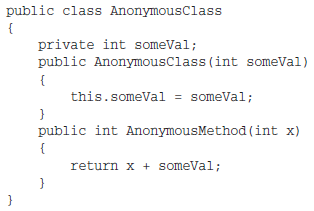 public class AnonymousClass
{
    private int someVal;
    public AnonymousClass(int someVal)
    {
        this.someVal = someVal;
    }
    public int AnonymousMethod(int x)
    {
        return x + someVal;
    }
}